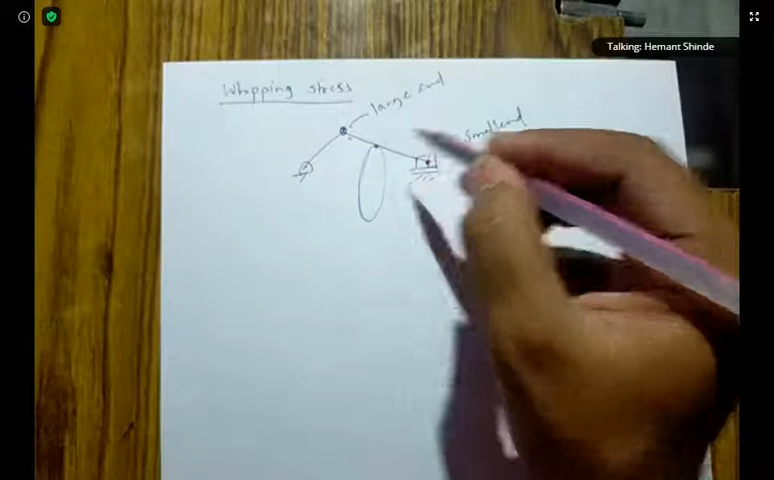 Talking: Hemant Shinde
Whipping stress
large end
small end